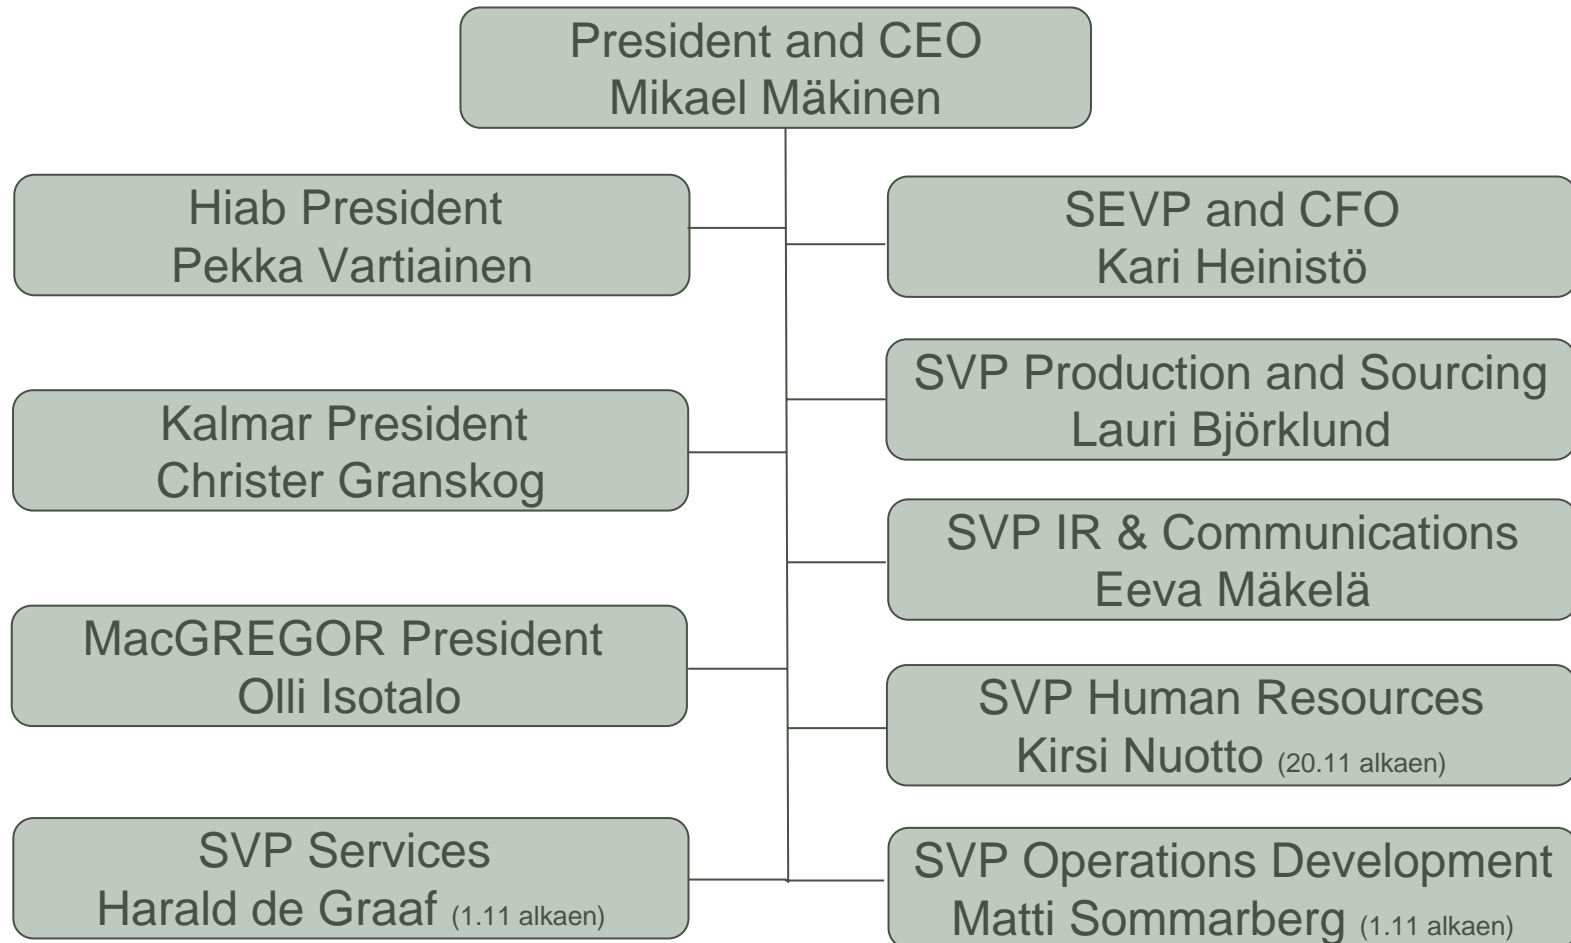 President and CEO
Mikael Mäkinen
Hiab President
Pekka Vartiainen
SEVP and CFO
Kari Heinistö
SVP Production and Sourcing
Lauri Björklund
Kalmar President
Christer Granskog
SVP IR & Communications
Eeva Mäkelä
MacGREGOR President
Olli Isotalo
SVP Human Resources
Kirsi Nuotto (20.11 alkaen)
SVP Services
Harald de Graaf (1.11 alkaen)
SVP Operations Development
Matti Sommarberg (1.11 alkaen)